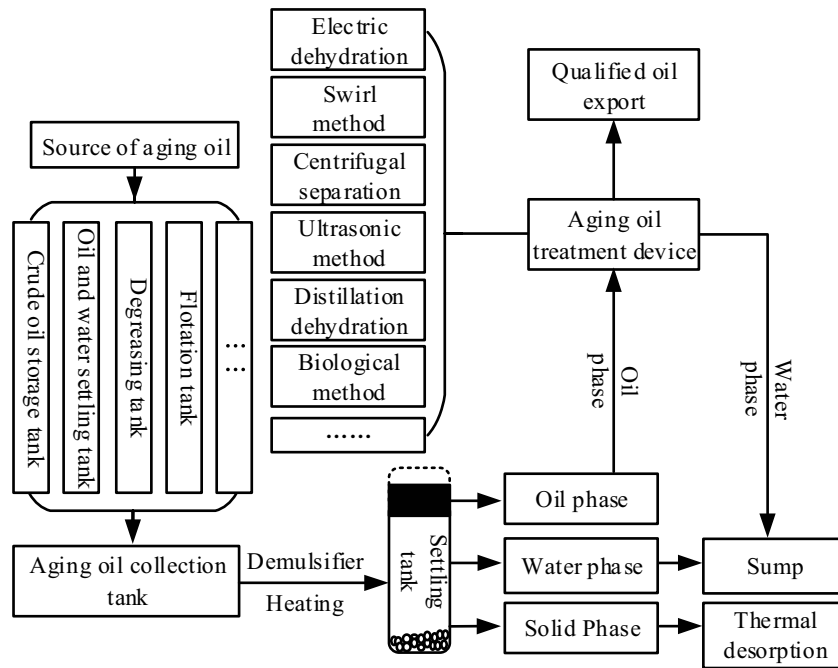 Source of aging oil
Crude oil storage tank
Oil and water settling tank
Degreasing tank
Flotation tank
……
Aging oil collection
tank
Demulsifier
Heating
Electric
dehydration
Swirl
method
Centrifugal
separation
Ultrasonic
method
Distillation
dehydration
Biological
method
……
Settling
tank
Oil phase
Water phase
Solid Phase
Sump
Thermal
desorption
Oil
phase
Water
phase
Aging oil
treatment device
Qualified oil
export